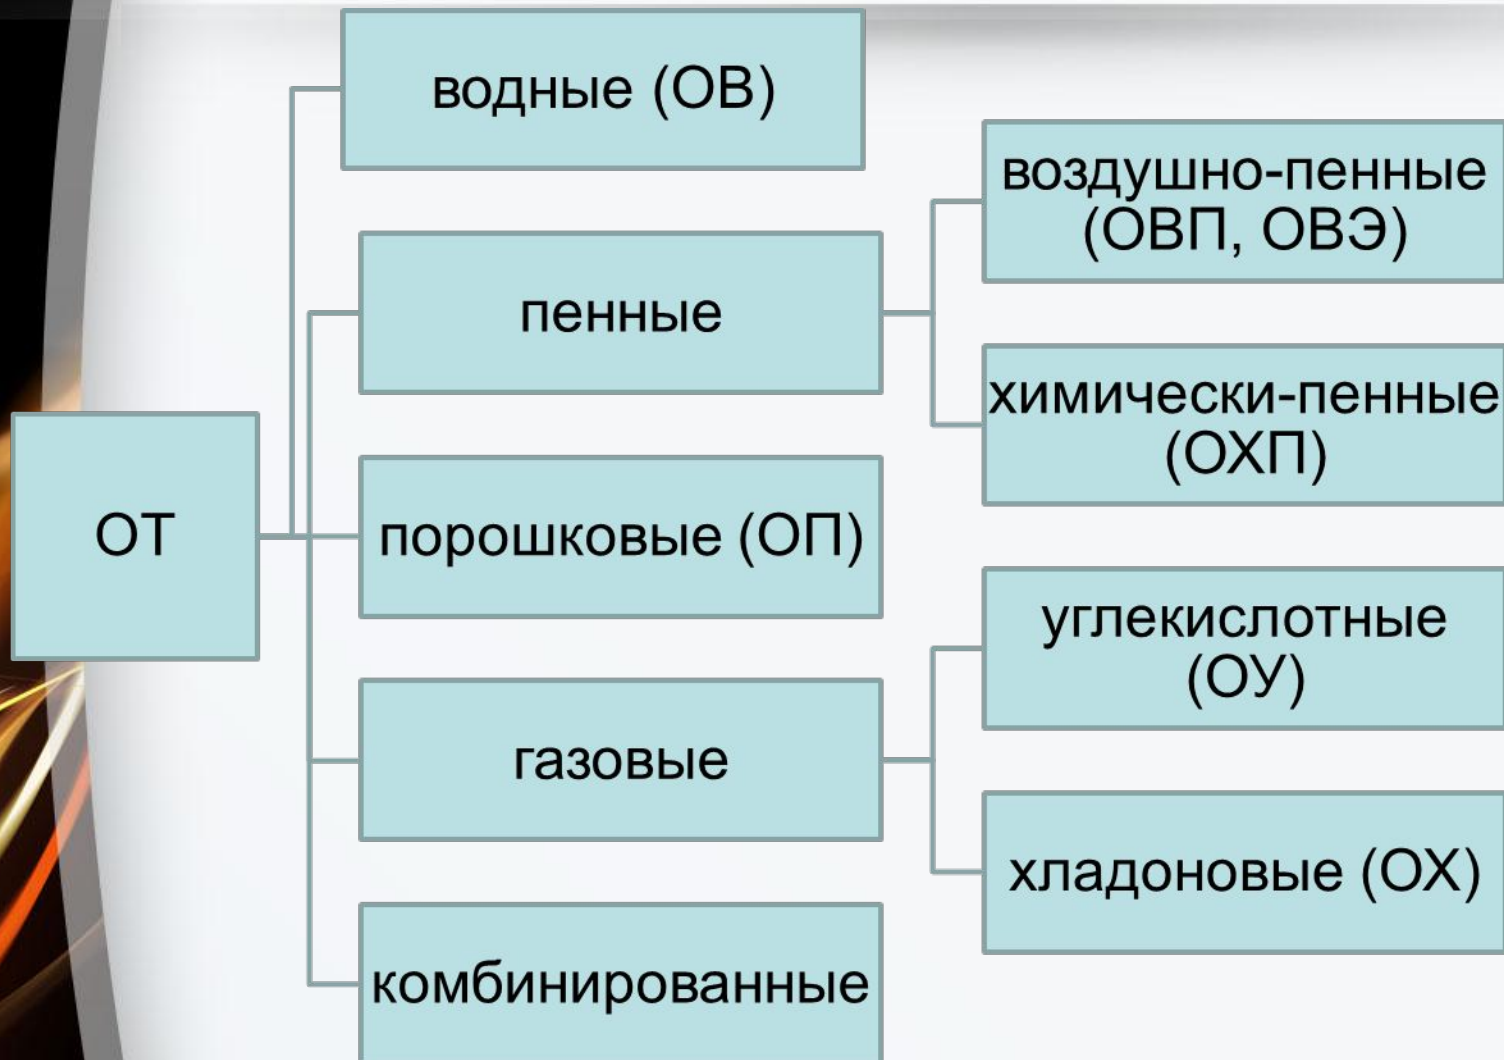 ОТ
водные (ОВ)
пенные
воздушно-пенные
(ОВП, ОВЭ)
химически-пенные
(ОХП)
порошковые (ОП)
газовые
углекислотные
(ОУ)
хладоновые (ОХ)
комбинированные